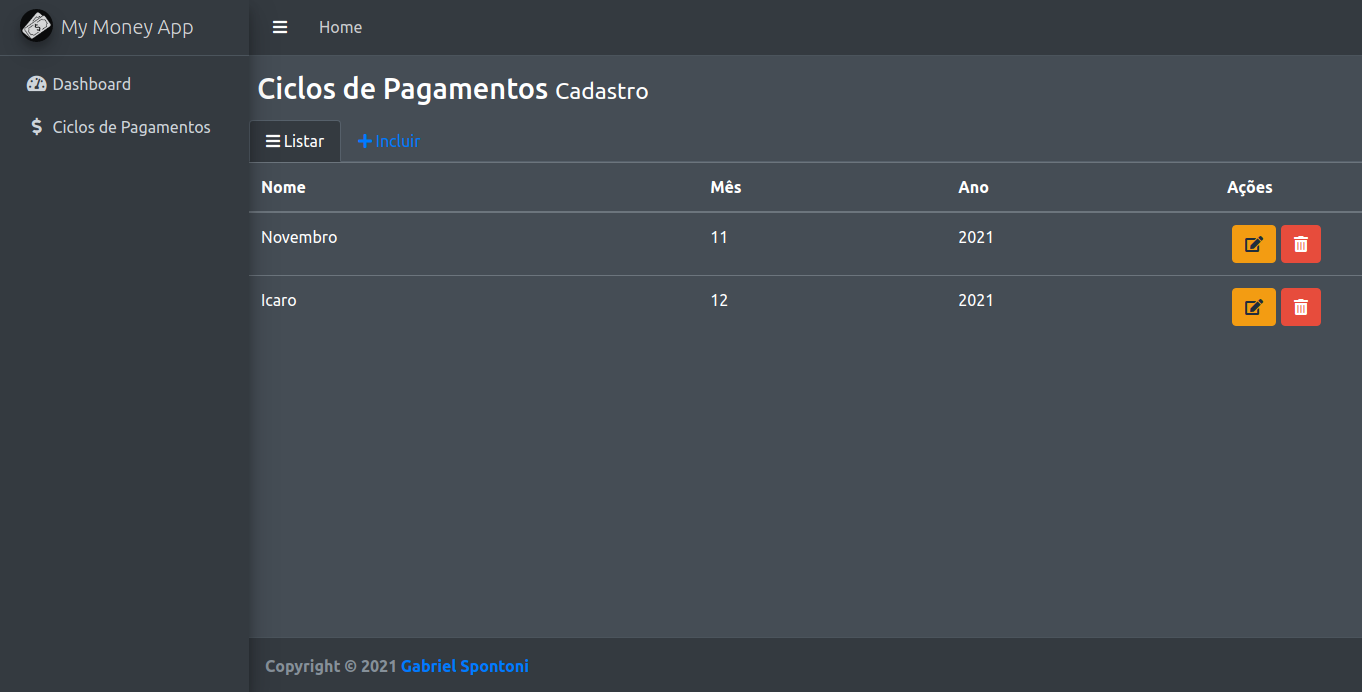 My Money App
Home
Dashboard
Ciclos de Pagamentos
Ciclos de Pagamentos Cadastro
Listar Incluir
Nome Mês Ano Ações
Novembro 11 2021
Icaro 12 2021
Copyright © 2021 Gabriel Spontoni